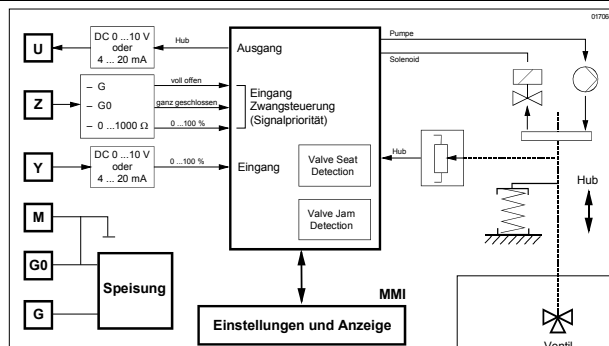 01706
U
DC 0 ...10 V
oder
4 ... 20 mA
Hub
Ausgang
Pumpe
Solenoid
Z
– G
– G0
– 0 ...1000 Ω
voll offen
ganz geschlossen
0 ...100 %
Eingang
Zwangsteuerung
(Signalpriorität)
Y
DC 0 ...10 V
oder
4 ... 20 mA
0 ...100 %
Eingang
Valve Seat
Detection
Valve Jam
Detection
Hub
Hub
M
G0
G
Speisung
MMI
Einstellungen und Anzeige
Ventil